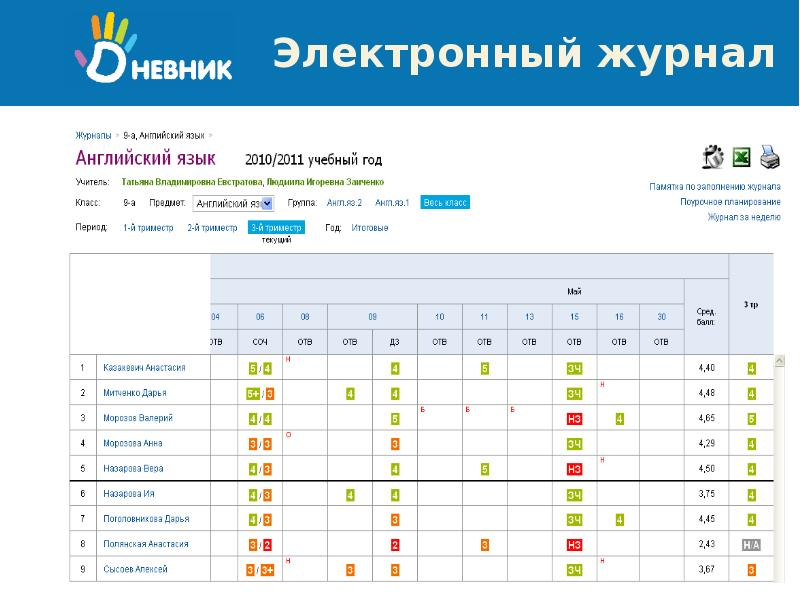 Дневник
Электронный журнал
Журналы > 9-а, Английский язык >
Английский язык 2010/2011 учебный год
Учитель: Татьяна Владимировна Евстратова, Людмила Игоревна Заиченко
Памятка по заполнению журнала
Класс: 9-а Предмет: Английский яз Группа: Англ.яз.2 Англ.яз.1 Весь класс
Поурочное планирование
Журнал за неделю
Период: 1-й триместр 2-й триместр 3-й триместр Год: Итоговые
текущий
Май Сред. балл: 3 тр
04 06 08 09 10 11 13 15 16 30
ОТВ СОЧ ОТВ ОТВ ДЗ ОТВ ОТВ ОТВ ОТВ ОТВ ОТВ
1 Казакевич Анастасия 5 / 4 Н 4 5 ЗЧ 4,40 4
2 Митченко Дарья 5+ / 3 4 4 ЗЧ Н 4,48 4
3 Морозов Валерий 4 / 4 5 Б Б Б НЗ 4 4,65 5
4 Морозова Анна 3 / 3 О 3 ЗЧ 4,29 4
5 Назарова Вера 4 / 3 4 5 НЗ Н 4,50 4
6 Назарова Ия 4 / 3 4 4 ЗЧ 3,75 4
7 Погоповникова Дарья 4 / 3 3 ЗЧ 4 4,45 4
8 Полянская Анастасия 3 / 2 2 3 НЗ 2,43 Н/А
9 Сысоев Алексей 3 / 3+ Н 3 3 ЗЧ Н 3,67 3